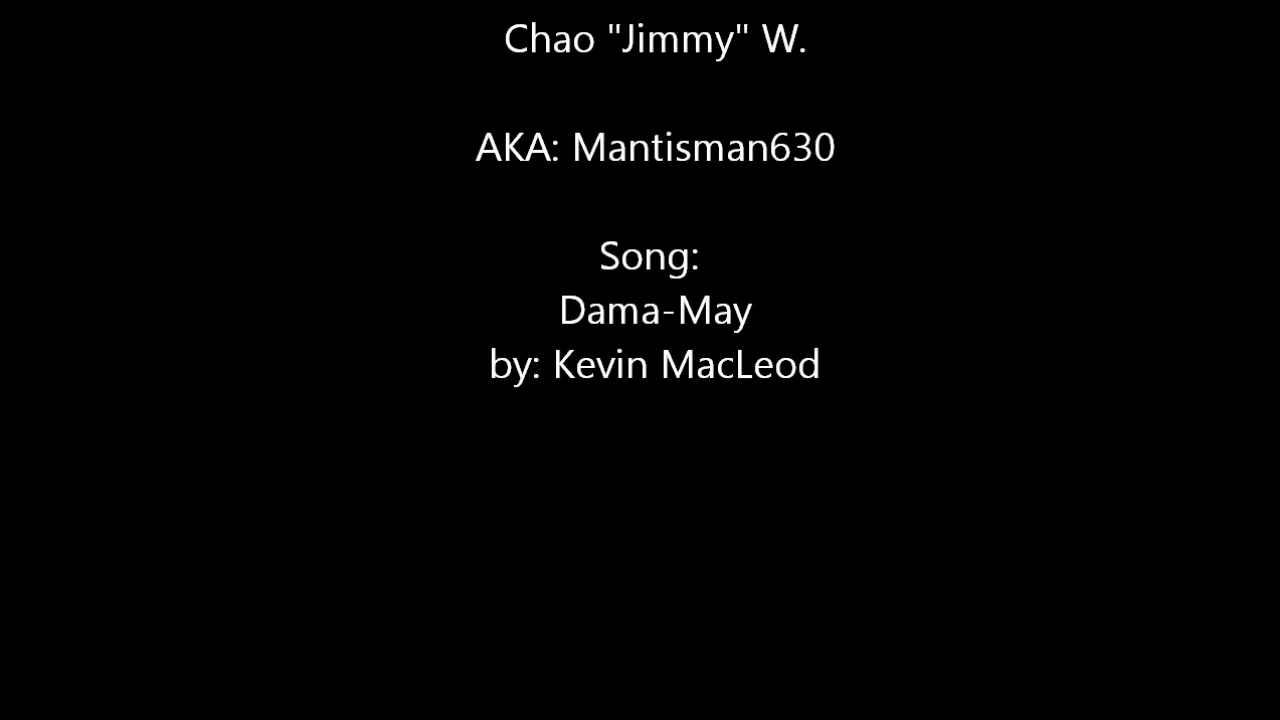 Chao "Jimmy" W.
AKA: Mantisman630
Song:
Dama-May
by: Kevin MacLeod